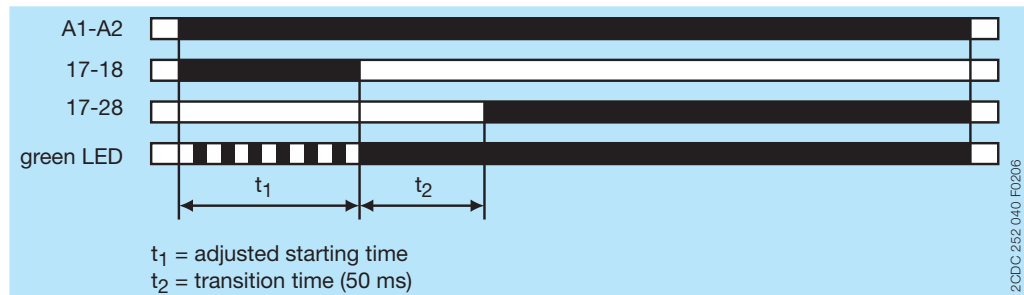 A1-A2
17-18
17-28
green LED
t₁
t₂
t₁ = adjusted starting time
t₂ = transition time (50 ms)
2CDC 252 040 F0206